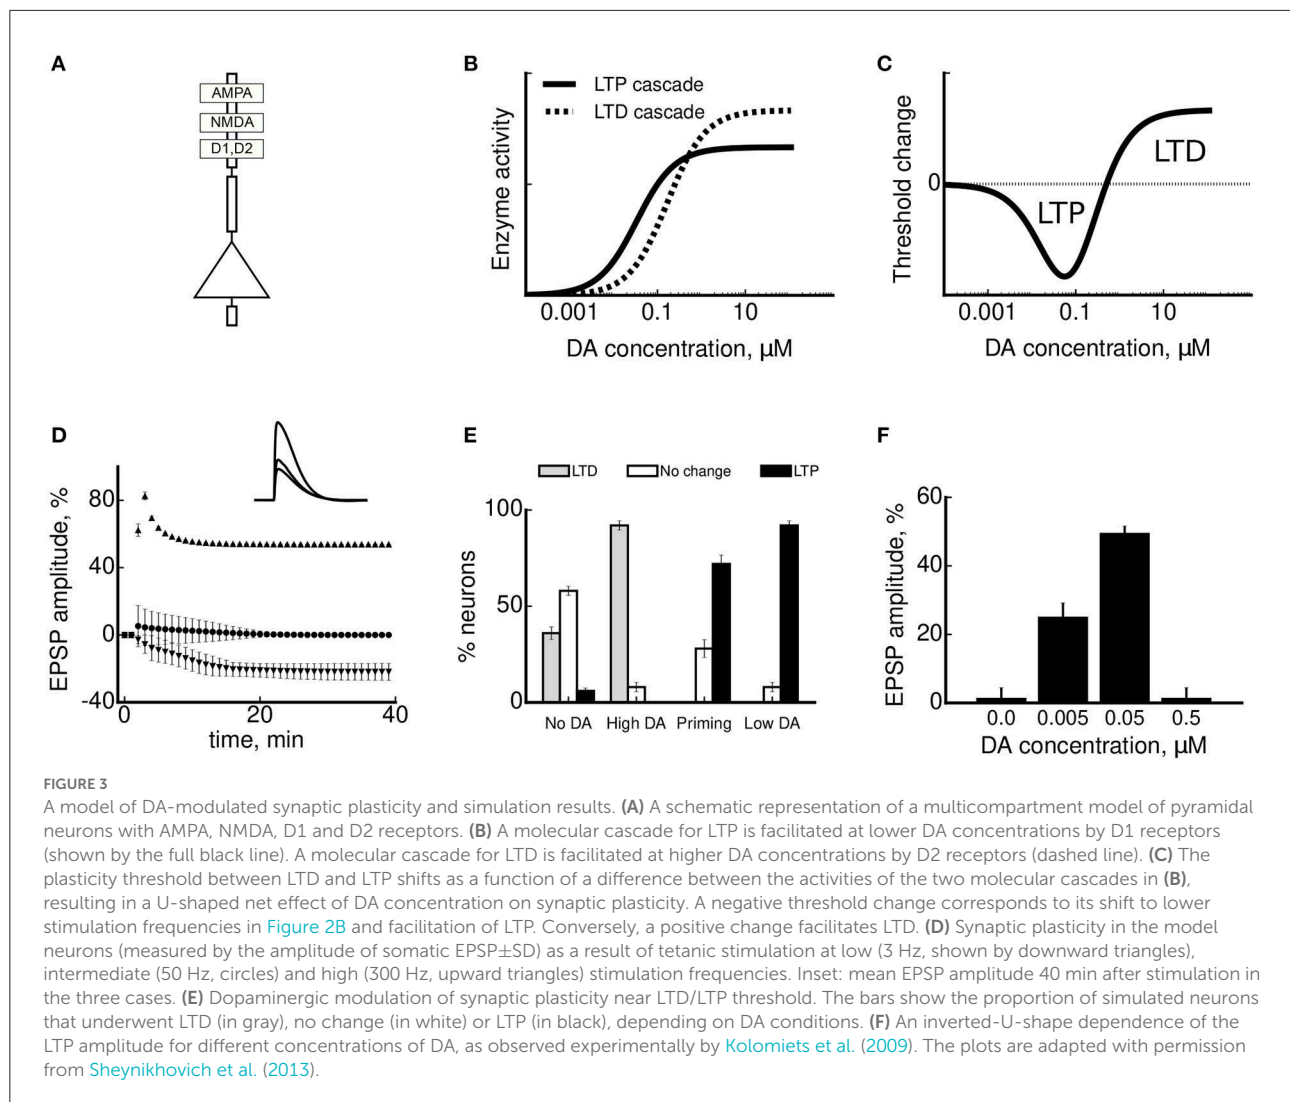 A
AMPA
NMDA
D1,D2
B
LTP cascade
LTD cascade
Enzyme activity
0.001 0.1 10
DA concentration, µM
C
Threshold change
0
LTP
LTD
0.001 0.1 10
DA concentration, µM
D
EPSP amplitude, %
80
40
0
-40
0 20 40
time, min
E
LTD No change LTP
% neurons
100
50
0
No DA High DA Priming Low DA
F
EPSP amplitude, %
60
40
20
0
0.0 0.005 0.05 0.5
DA concentration, µM
FIGURE 3
A model of DA-modulated synaptic plasticity and simulation results. (A) A schematic representation of a multicompartment model of pyramidal
neurons with AMPA, NMDA, D1 and D2 receptors. (B) A molecular cascade for LTP is facilitated at lower DA concentrations by D1 receptors
(shown by the full black line). A molecular cascade for LTD is facilitated at higher DA concentrations by D2 receptors (dashed line). (C) The
plasticity threshold between LTD and LTP shifts as a function of a difference between the activities of the two molecular cascades in (B),
resulting in a U-shaped net effect of DA concentration on synaptic plasticity. A negative threshold change corresponds to its shift to lower
stimulation frequencies in Figure 2B and facilitation of LTP. Conversely, a positive change facilitates LTD. (D) Synaptic plasticity in the model
neurons (measured by the amplitude of somatic EPSP±SD) as a result of tetanic stimulation at low (3 Hz, shown by downward triangles),
intermediate (50 Hz, circles) and high (300 Hz, upward triangles) stimulation frequencies. Inset: mean EPSP amplitude 40 min after stimulation in
the three cases. (E) Dopaminergic modulation of synaptic plasticity near LTD/LTP threshold. The bars show the proportion of simulated neurons
that underwent LTD (in gray), no change (in white) or LTP (in black), depending on DA conditions. (F) An inverted-U-shape dependence of the
LTP amplitude for different concentrations of DA, as observed experimentally by Kolomiets et al. (2009). The plots are adapted with permission
from Sheynikhovich et al. (2013).